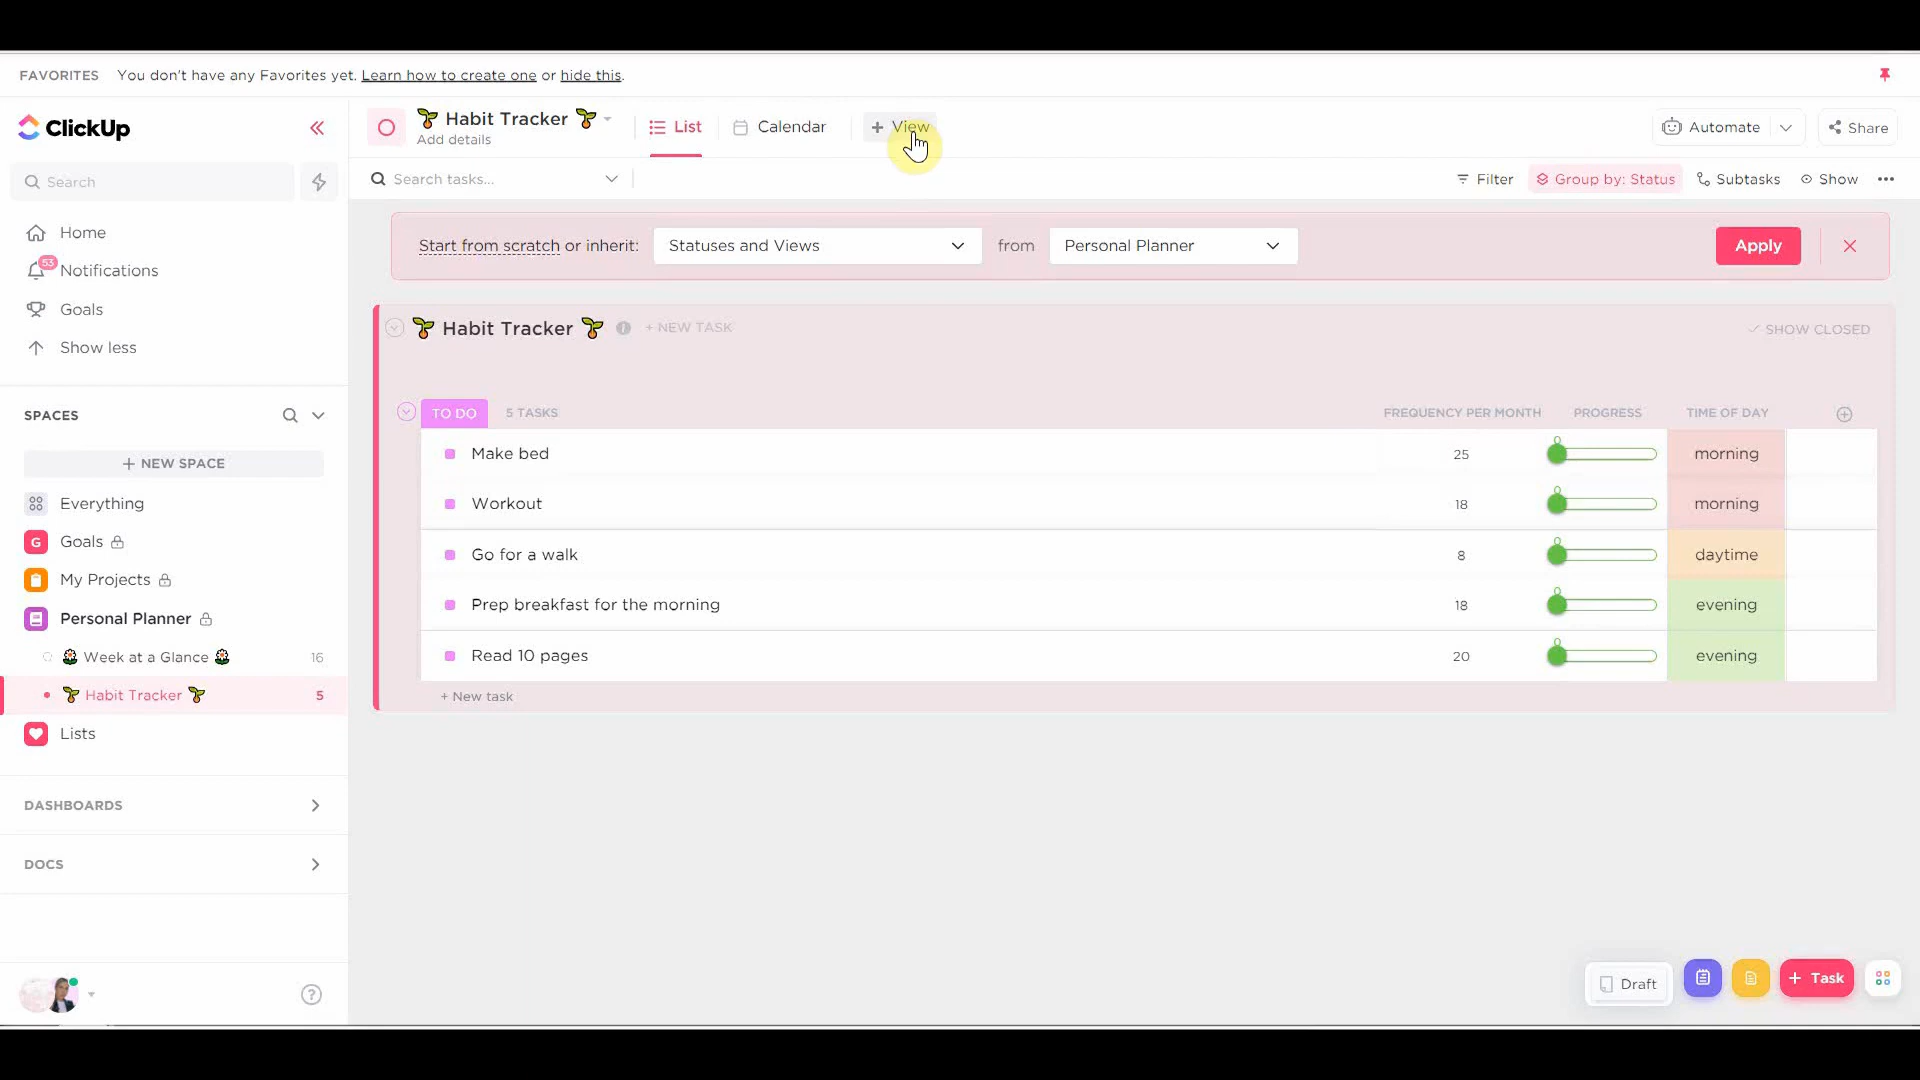 FAVORITES You don't have any Favorites yet. Learn how to create one or hide this.
ClickUp
Search
Home
53
Notifications
Goals
Show less
SPACES
+ NEW SPACE
Everything
G Goals
My Projects
Personal Planner
Week at a Glance 16
Habit Tracker 5
Lists
DASHBOARDS
DOCS
Habit Tracker
Add details
List
Calendar
+ View
Automate
Share
Search tasks...
Filter
Group by: Status
Subtasks
Show
Start from scratch or inherit: Statuses and Views from Personal Planner Apply
Habit Tracker + NEW TASK SHOW CLOSED
TO DO 5 TASKS FREQUENCY PER MONTH PROGRESS TIME OF DAY
Make bed 25 0 morning
Workout 18 0 morning
Go for a walk 8 0 daytime
Prep breakfast for the morning 18 0 evening
Read 10 pages 20 0 evening
+ New task
Draft
+ Task